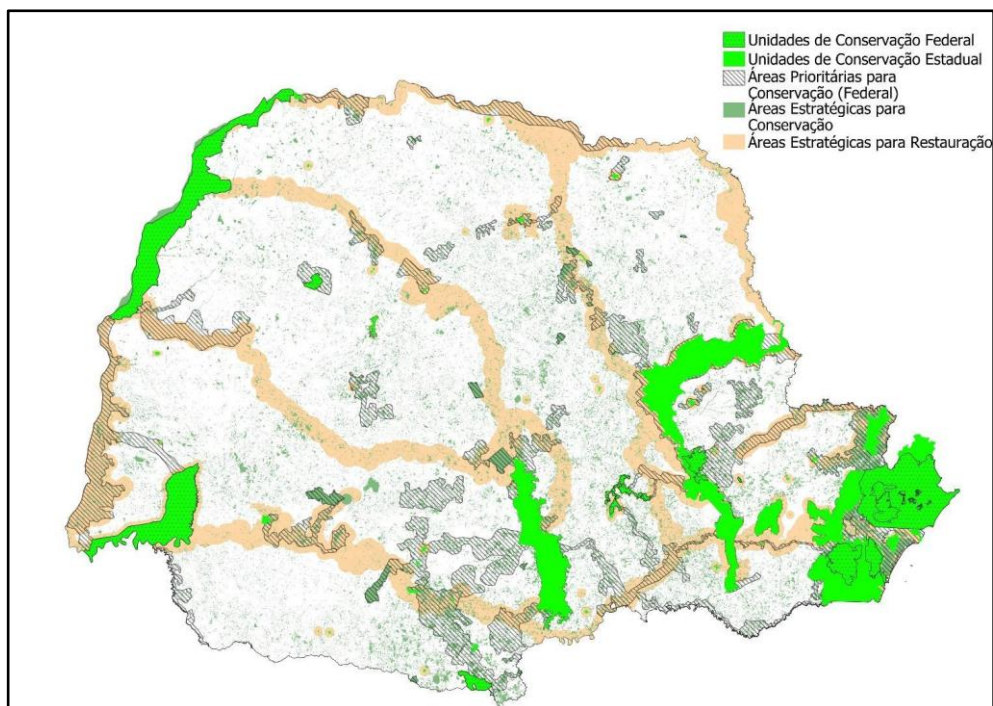 Unidades de Conservação Federal
Unidades de Conservação Estadual
Áreas Prioritárias para
Conservação (Federal)
Áreas Estratégicas para
Conservação
Áreas Estratégicas para Restauração